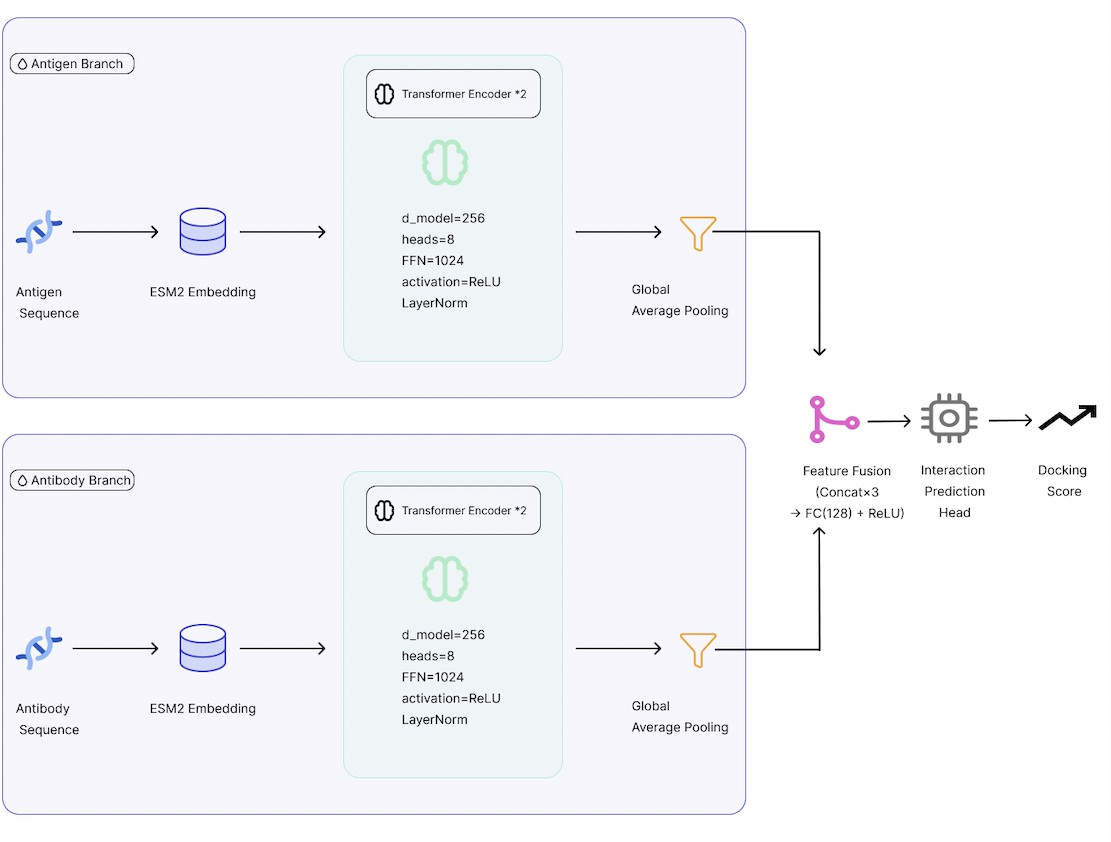 Antigen Branch
Transformer Encoder *2
d_model=256
heads=8
FFN=1024
activation=ReLU
LayerNorm
Antigen
Sequence
ESM2 Embedding
Global
Average Pooling
Feature Fusion
(Concat×3
→ FC(128) + ReLU)
Interaction
Prediction
Head
Docking
Score
Antibody Branch
Transformer Encoder *2
d_model=256
heads=8
FFN=1024
activation=ReLU
LayerNorm
Antibody
Sequence
ESM2 Embedding
Global
Average Pooling